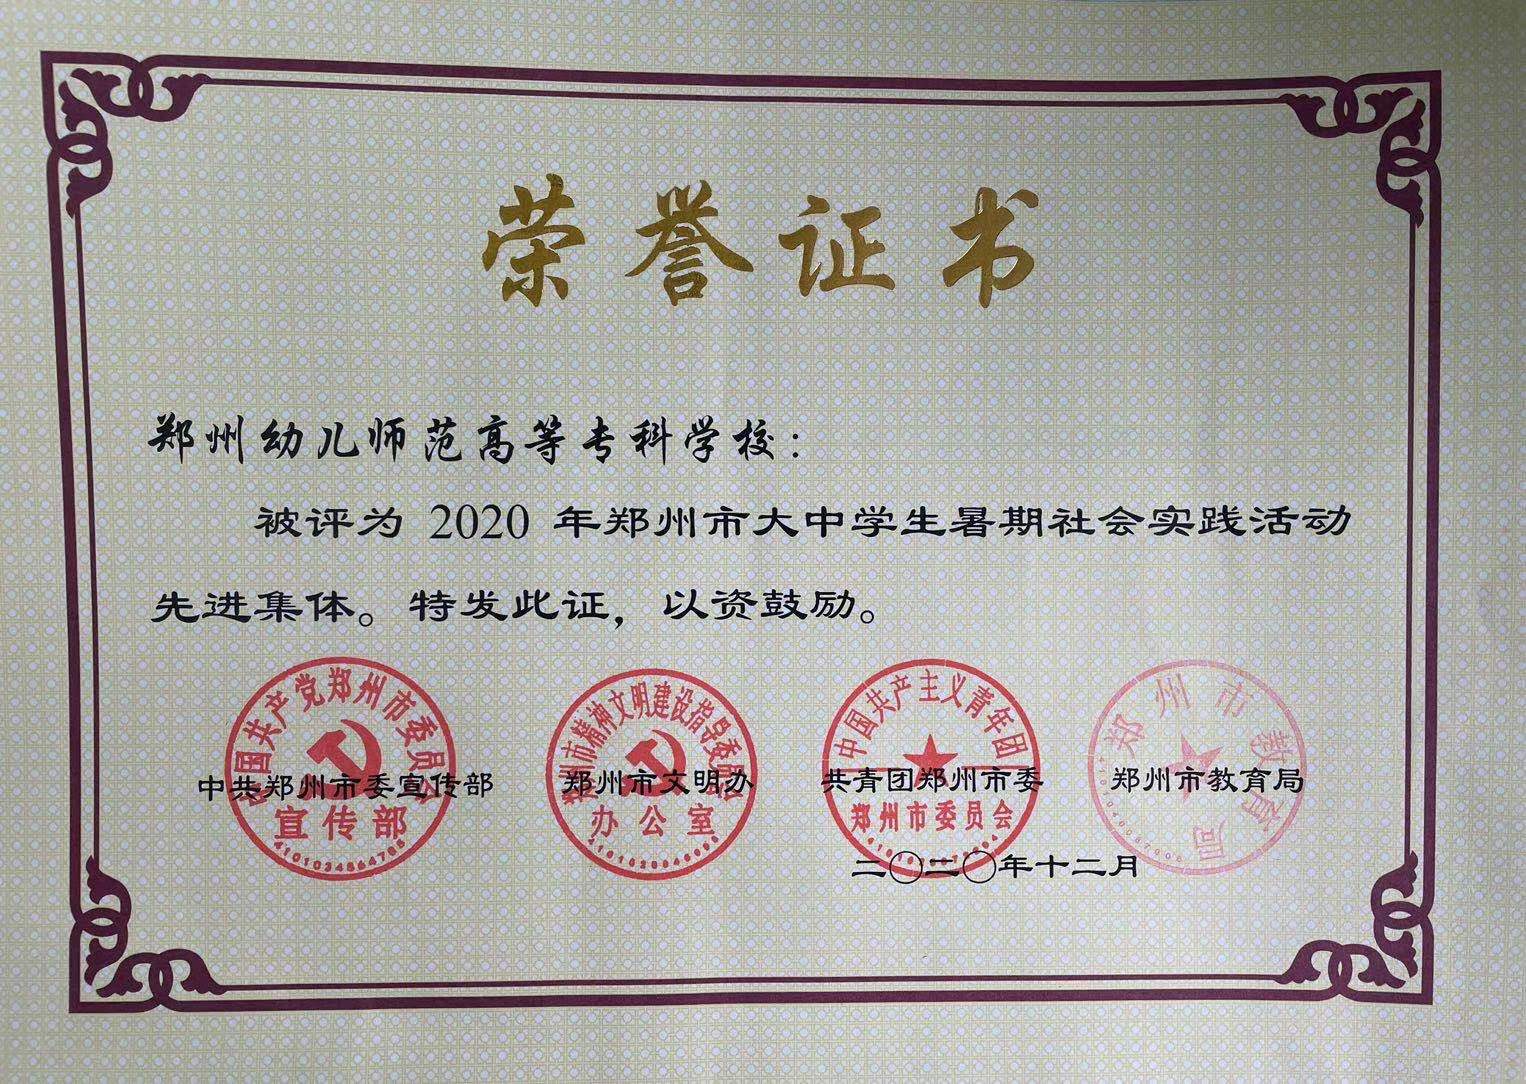 荣誉证书
郑州幼儿师范高等专科学校：
被评为 2020 年郑州市大中学生暑期社会实践活动
先进集体。特发此证，以资鼓励。
中国共产党郑州市委员会
宣传部
中共郑州市委宣传部
郑州市精神文明建设指导委员会
办公室
郑州市文明办
中国共产主义青年团
郑州市委员会
共青团郑州市委
郑州市教育局
郑州市教育局
二〇二〇年十二月